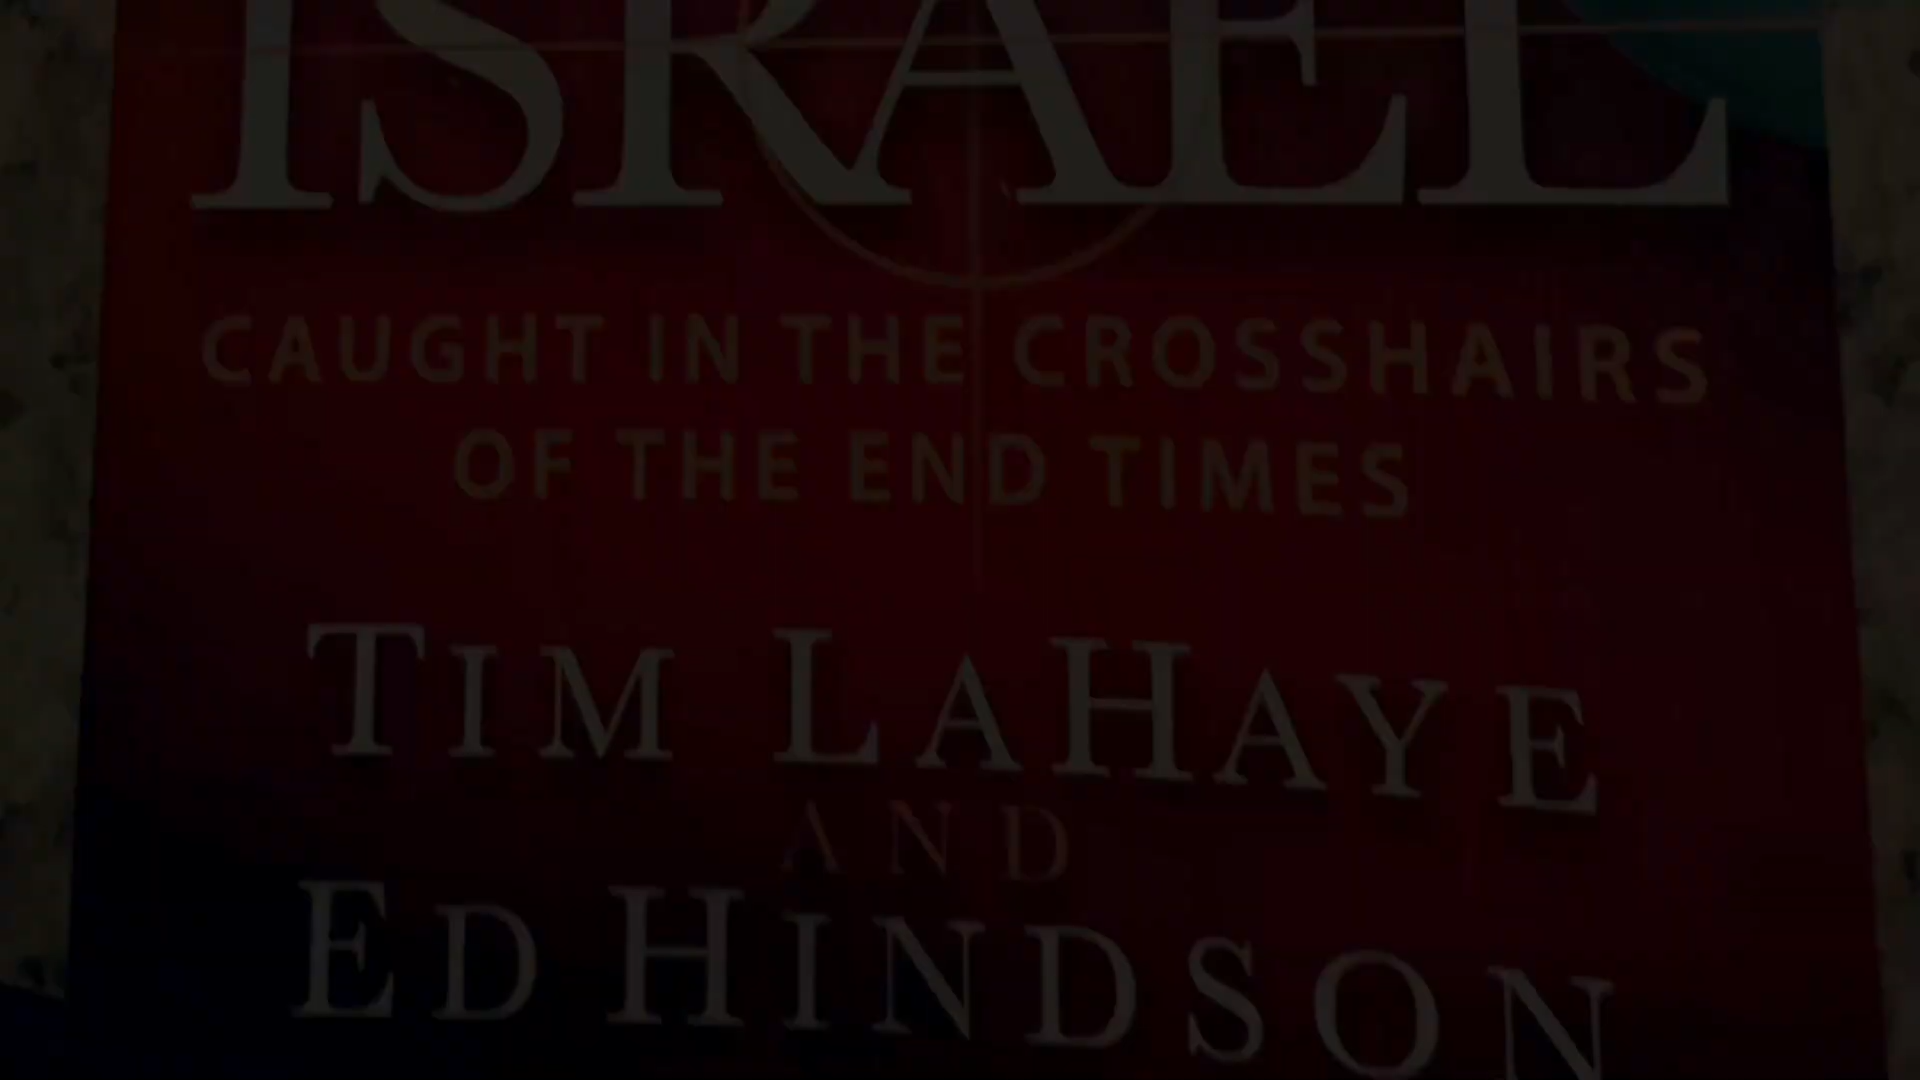 ISRAEL
CAUGHT IN THE CROSSHAIRS
OF THE END TIMES
TIM LAHAYE
AND
ED HINDSON